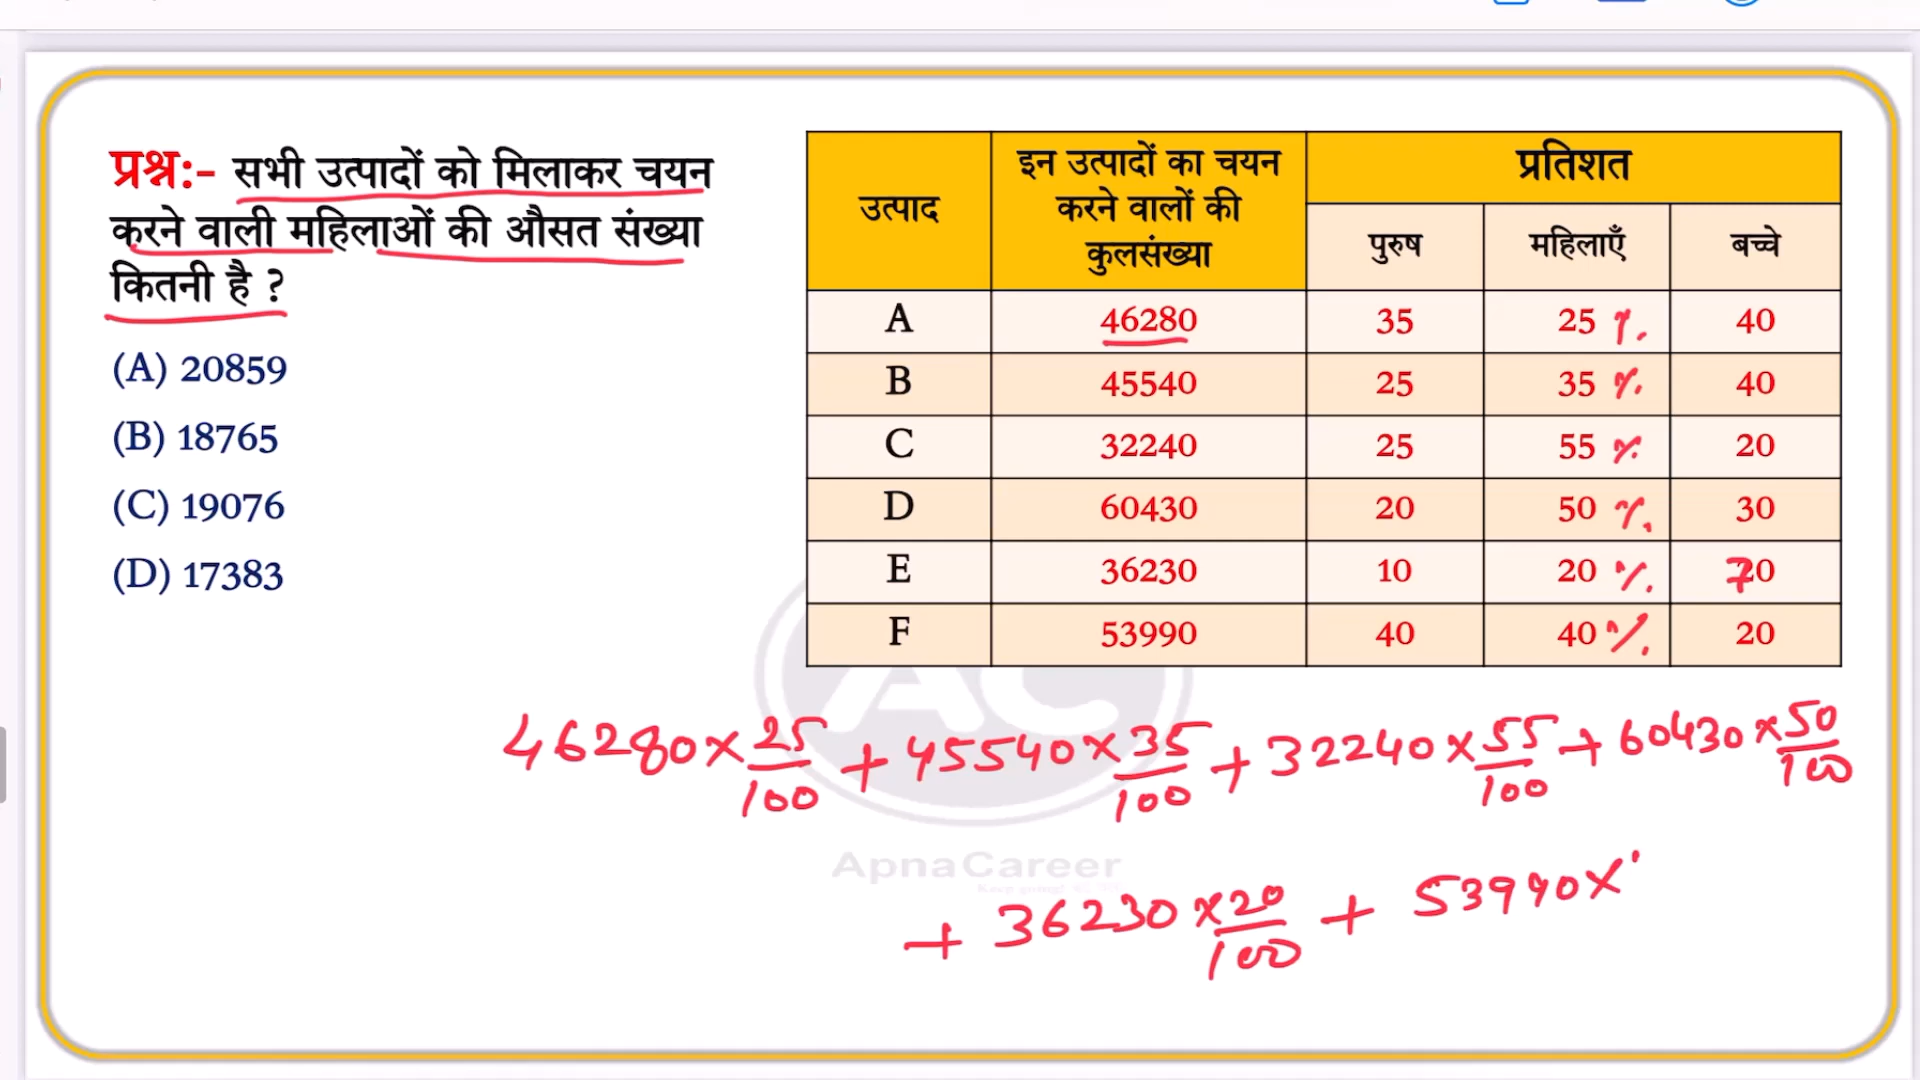 प्रश्न:- सभी उत्पादों को मिलाकर चयन
करने वाली महिलाओं की औसत संख्या
कितनी है ?
(A) 20859
(B) 18765
(C) 19076
(D) 17383
उत्पाद
इन उत्पादों का चयन
करने वालों की
कुलसंख्या
प्रतिशत
पुरुष महिलाएँ बच्चे
A 46280 35 25 % 40
B 45540 25 35 % 40
C 32240 25 55 % 20
D 60430 20 50 % 30
E 36230 10 20 % 70
F 53990 40 40 % 20
46280 × 25/100 + 45540 × 35/100 + 32240 × 55/100 + 60430 × 50/100
+ 36230 × 20/100 + 53990 ×
AC
ApnaCareer